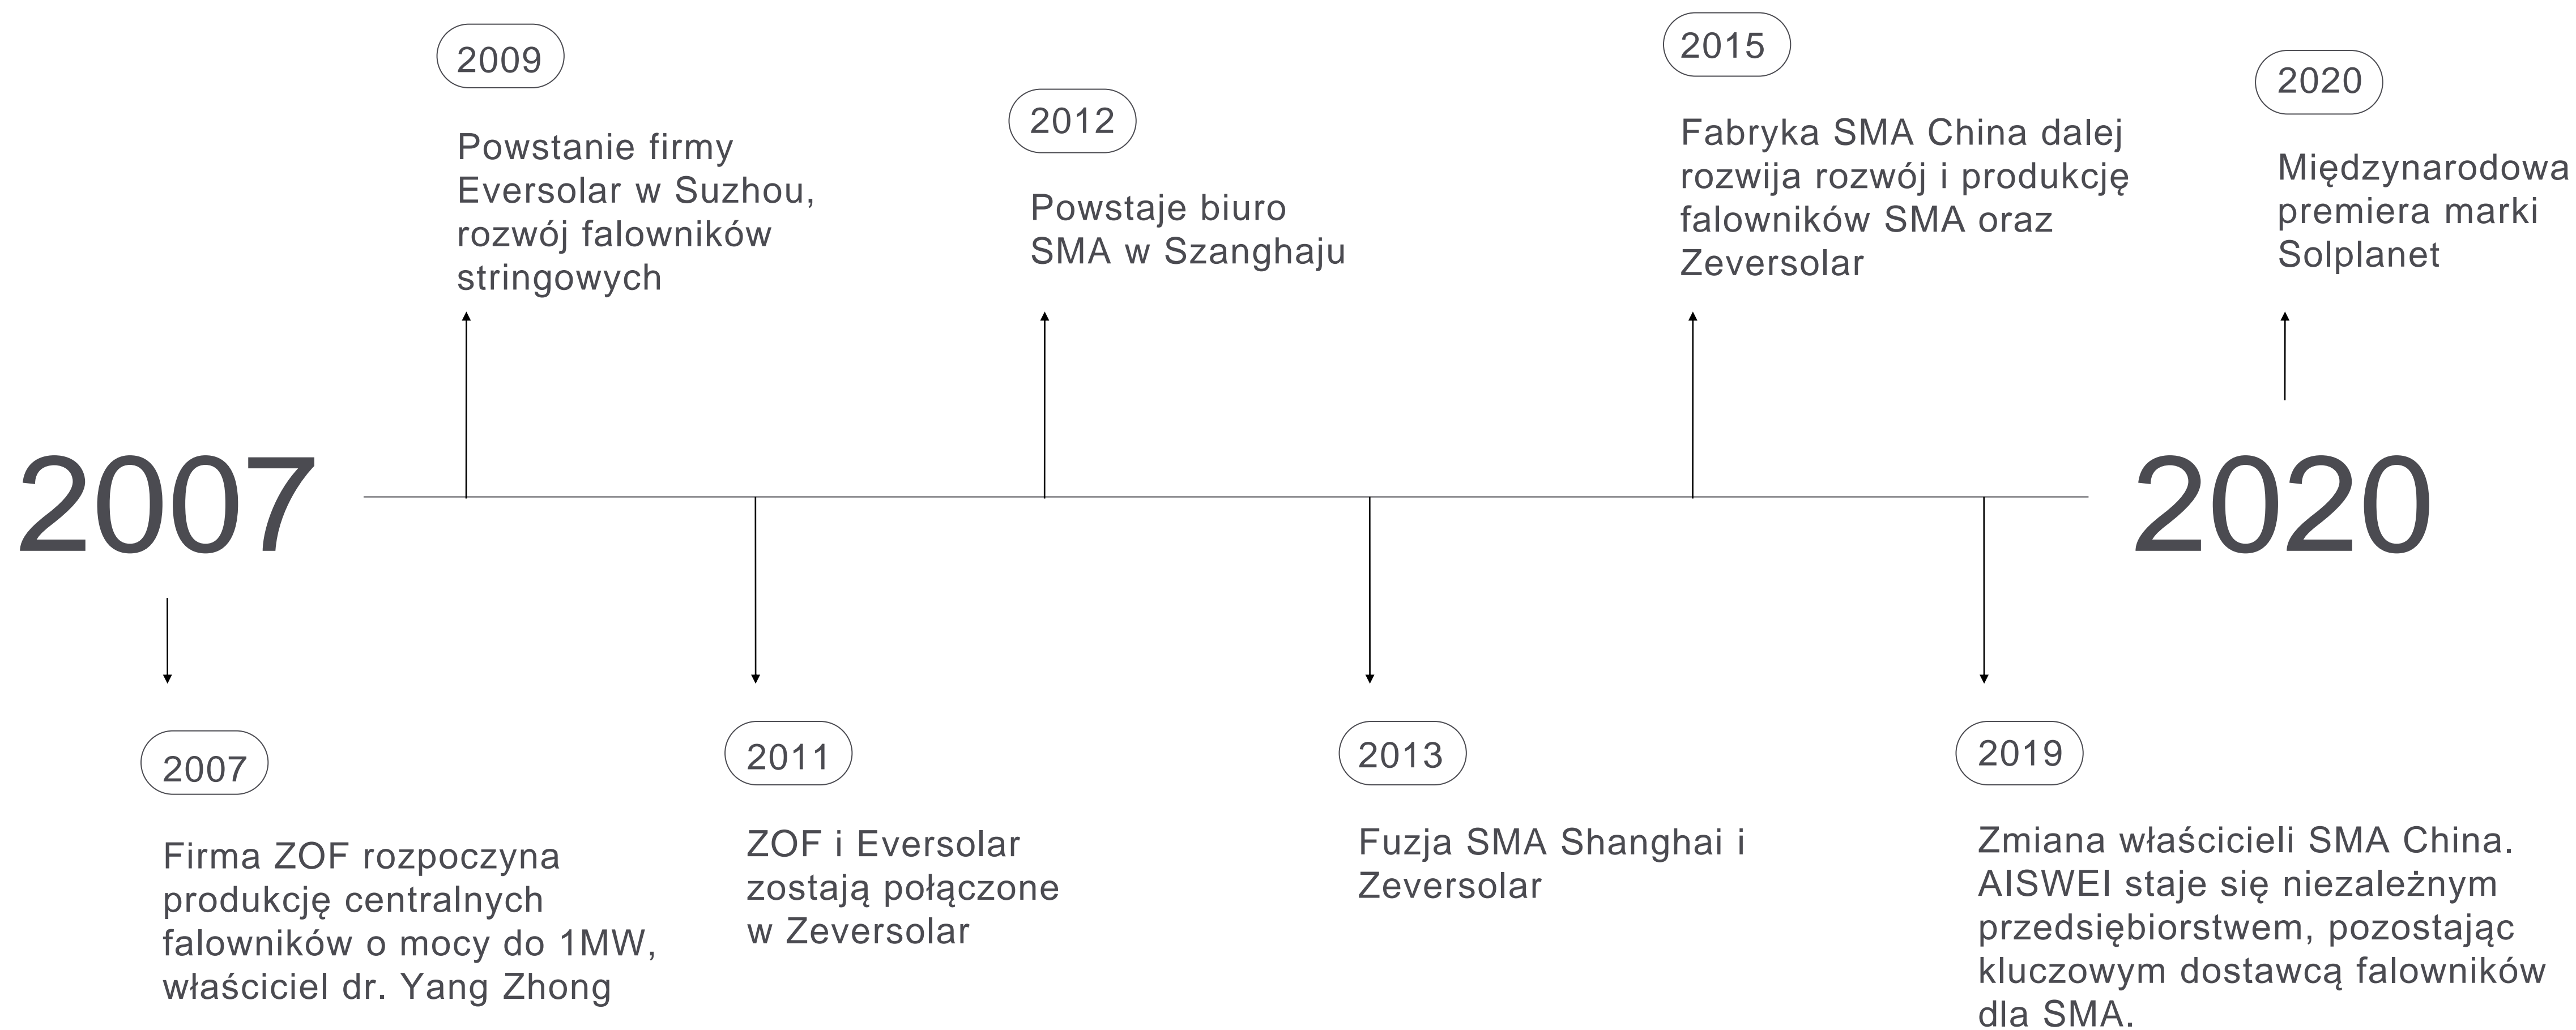 2009
Powstanie firmy
Eversolar w Suzhou,
rozwój falowników
stringowych
2012
Powstaje biuro
SMA w Szanghaju
2015
Fabryka SMA China dalej
rozwija rozwój i produkcję
falowników SMA oraz
Zeversolar
2020
Międzynarodowa
premiera marki
Solplanet
2007
2020
2007
Firma ZOF rozpoczyna
produkcję centralnych
falowników o mocy do 1MW,
właściciel dr. Yang Zhong
2011
ZOF i Eversolar
zostają połączone
w Zeversolar
2013
Fuzja SMA Shanghai i
Zeversolar
2019
Zmiana właścicieli SMA China.
AISWEI staje się niezależnym
przedsiębiorstwem, pozostając
kluczowym dostawcą falowników
dla SMA.